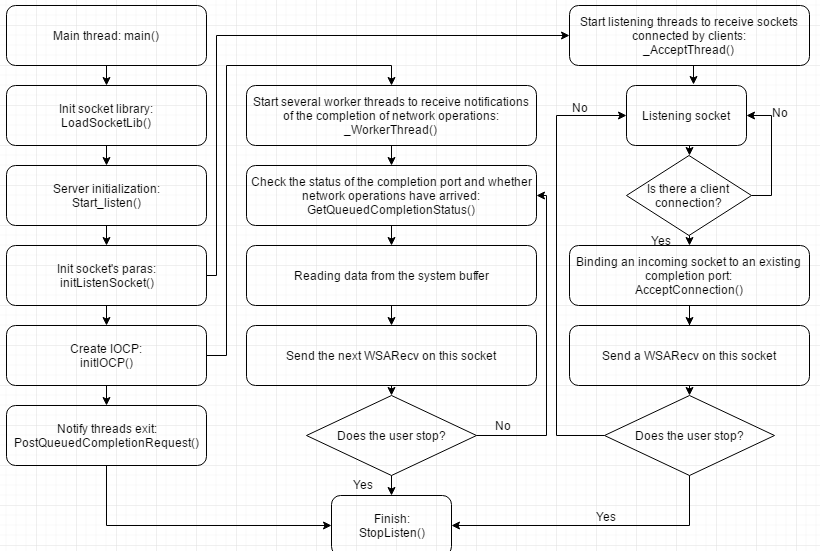 Main thread: main()
Init socket library:
LoadSocketLib()
Server initialization:
Start_listen()
Init socket's paras:
initListenSocket()
Create IOCP:
initIOCP()
Notify threads exit:
PostQueuedCompletionRequest()
Start several worker threads to receive notifications
of the completion of network operations:
_WorkerThread()
Check the status of the completion port and whether
network operations have arrived:
GetQueuedCompletionStatus()
Reading data from the system buffer
Send the next WSARecv on this socket
Does the user stop?
No
Yes
Finish:
StopListen()
Start listening threads to receive sockets
connected by clients:
_AcceptThread()
No
Listening socket
No
Is there a client
connection?
Yes
Binding an incoming socket to an existing
completion port:
AcceptConnection()
Send a WSARecv on this socket
Does the user stop?
Yes